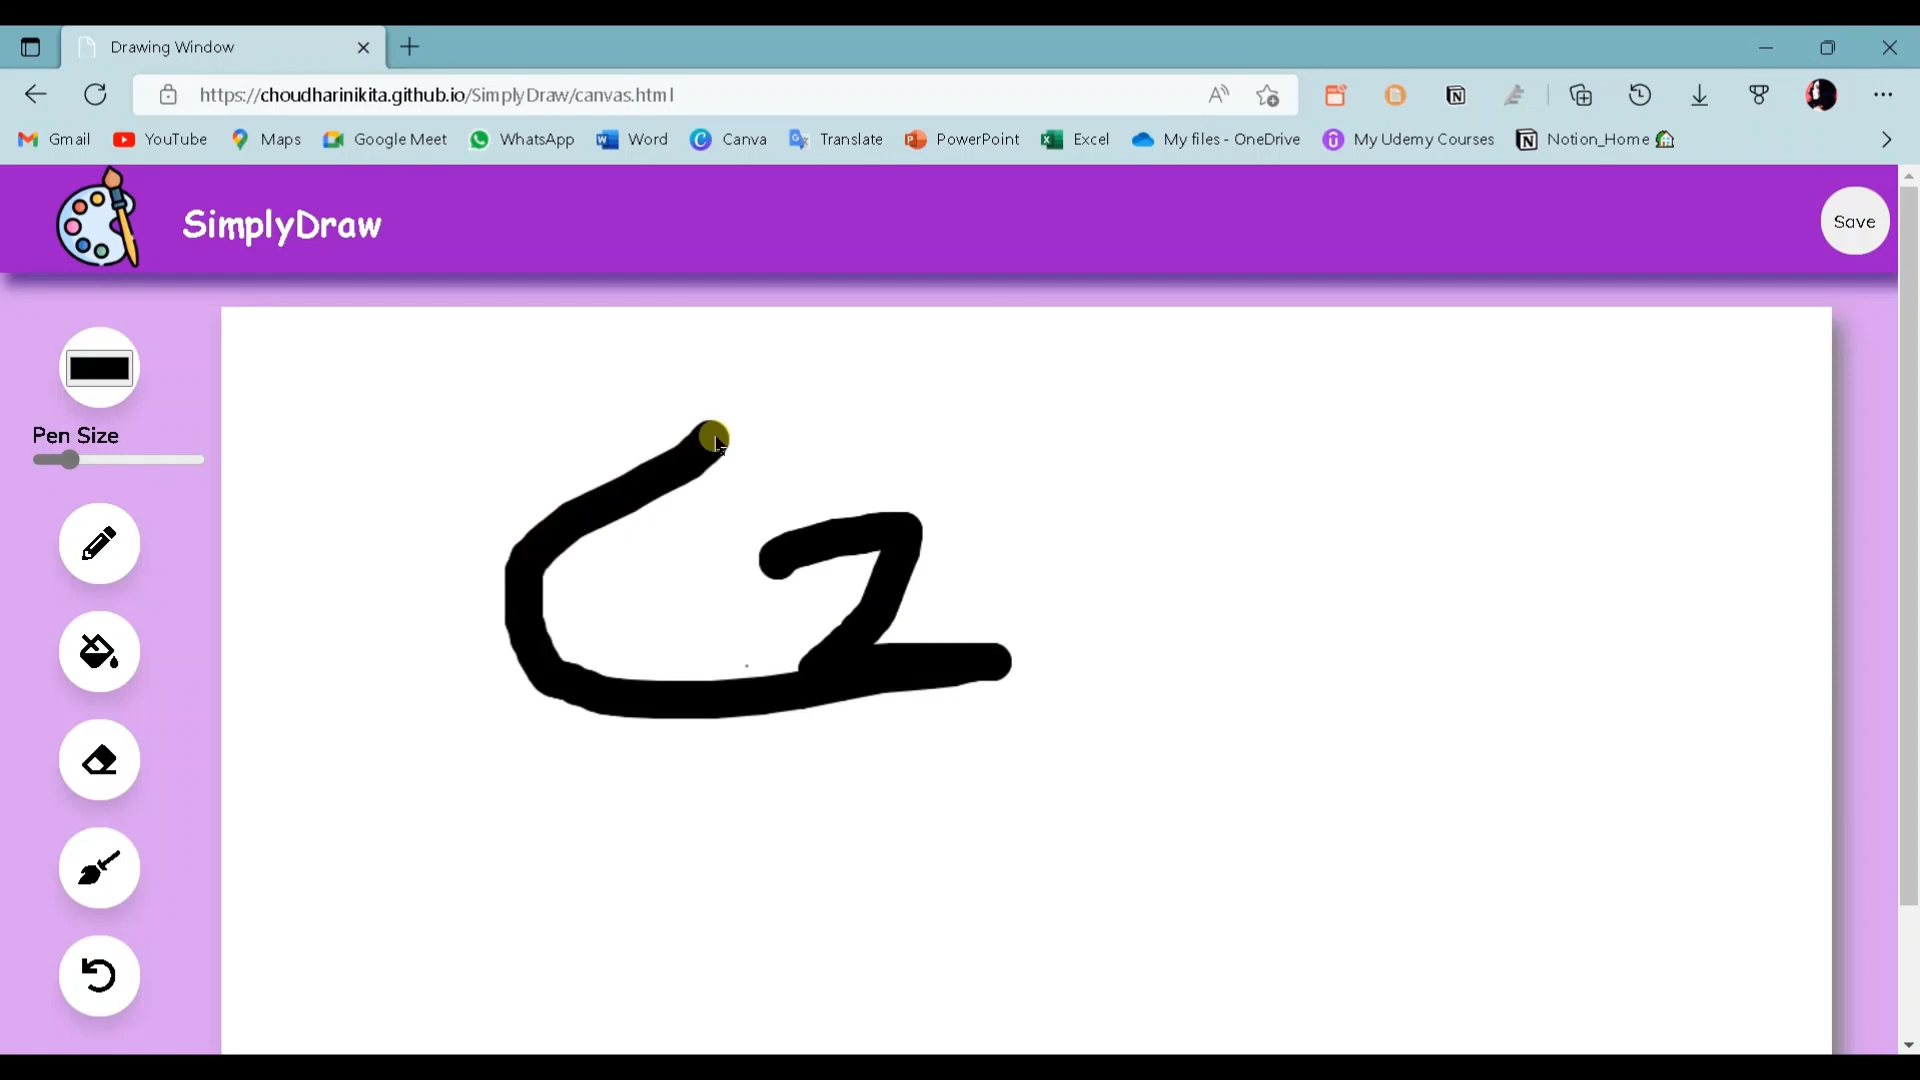 Drawing Window
https://choudharinikita.github.io/SimplyDraw/canvas.html
Gmail YouTube Maps Google Meet WhatsApp Word Canva Translate PowerPoint Excel My files - OneDrive My Udemy Courses Notion_Home
SimplyDraw
Save
Pen Size